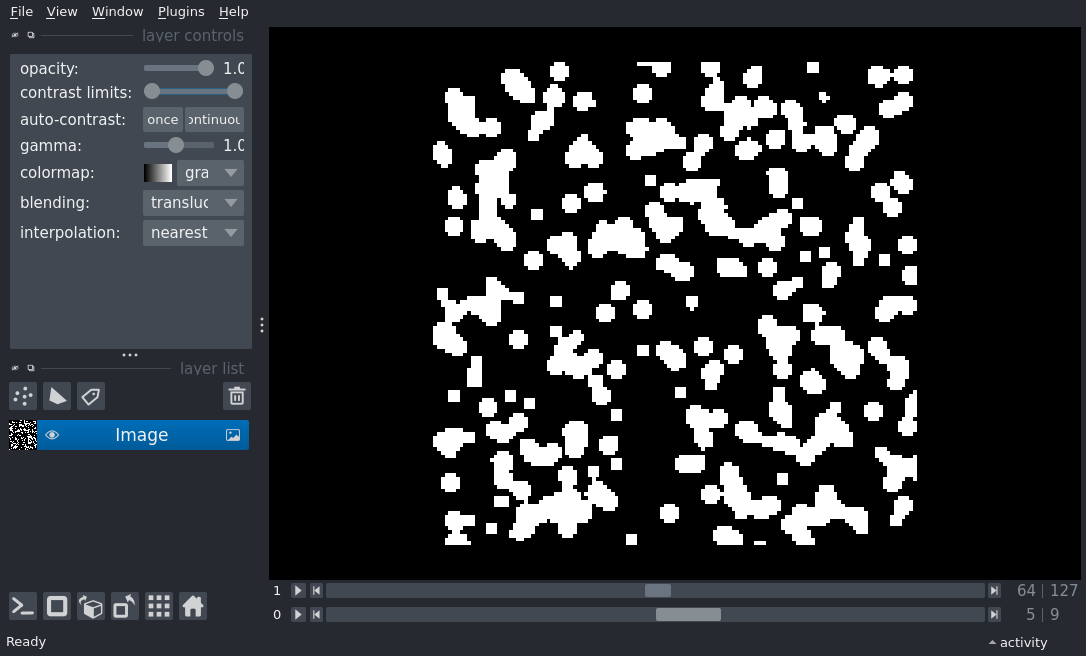 File View Window Plugins Help
layer controls
opacity: 1.0
contrast limits:
auto-contrast: once ontinuou
gamma: 1.0
colormap: gra
blending: transluc
interpolation: nearest
layer list
Image
1 64 | 127
0 5 | 9
Ready activity